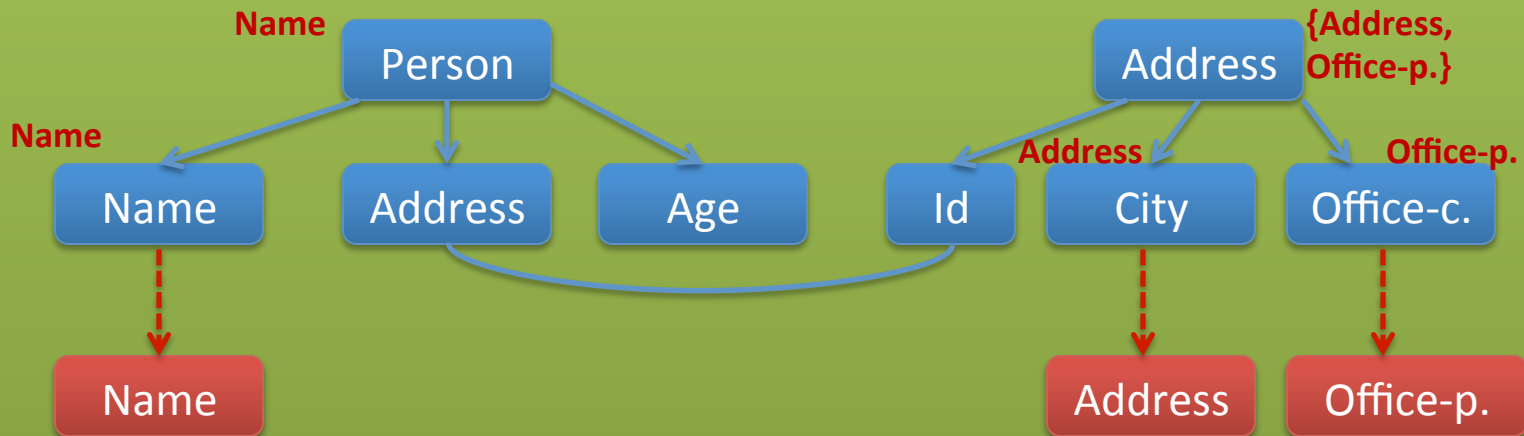 Name
Person
{Address,
Address
Office-p.}
Name
Address
Office-p.
Name
Address
Age
Id
City
Office-c.
Name
Address
Office-p.